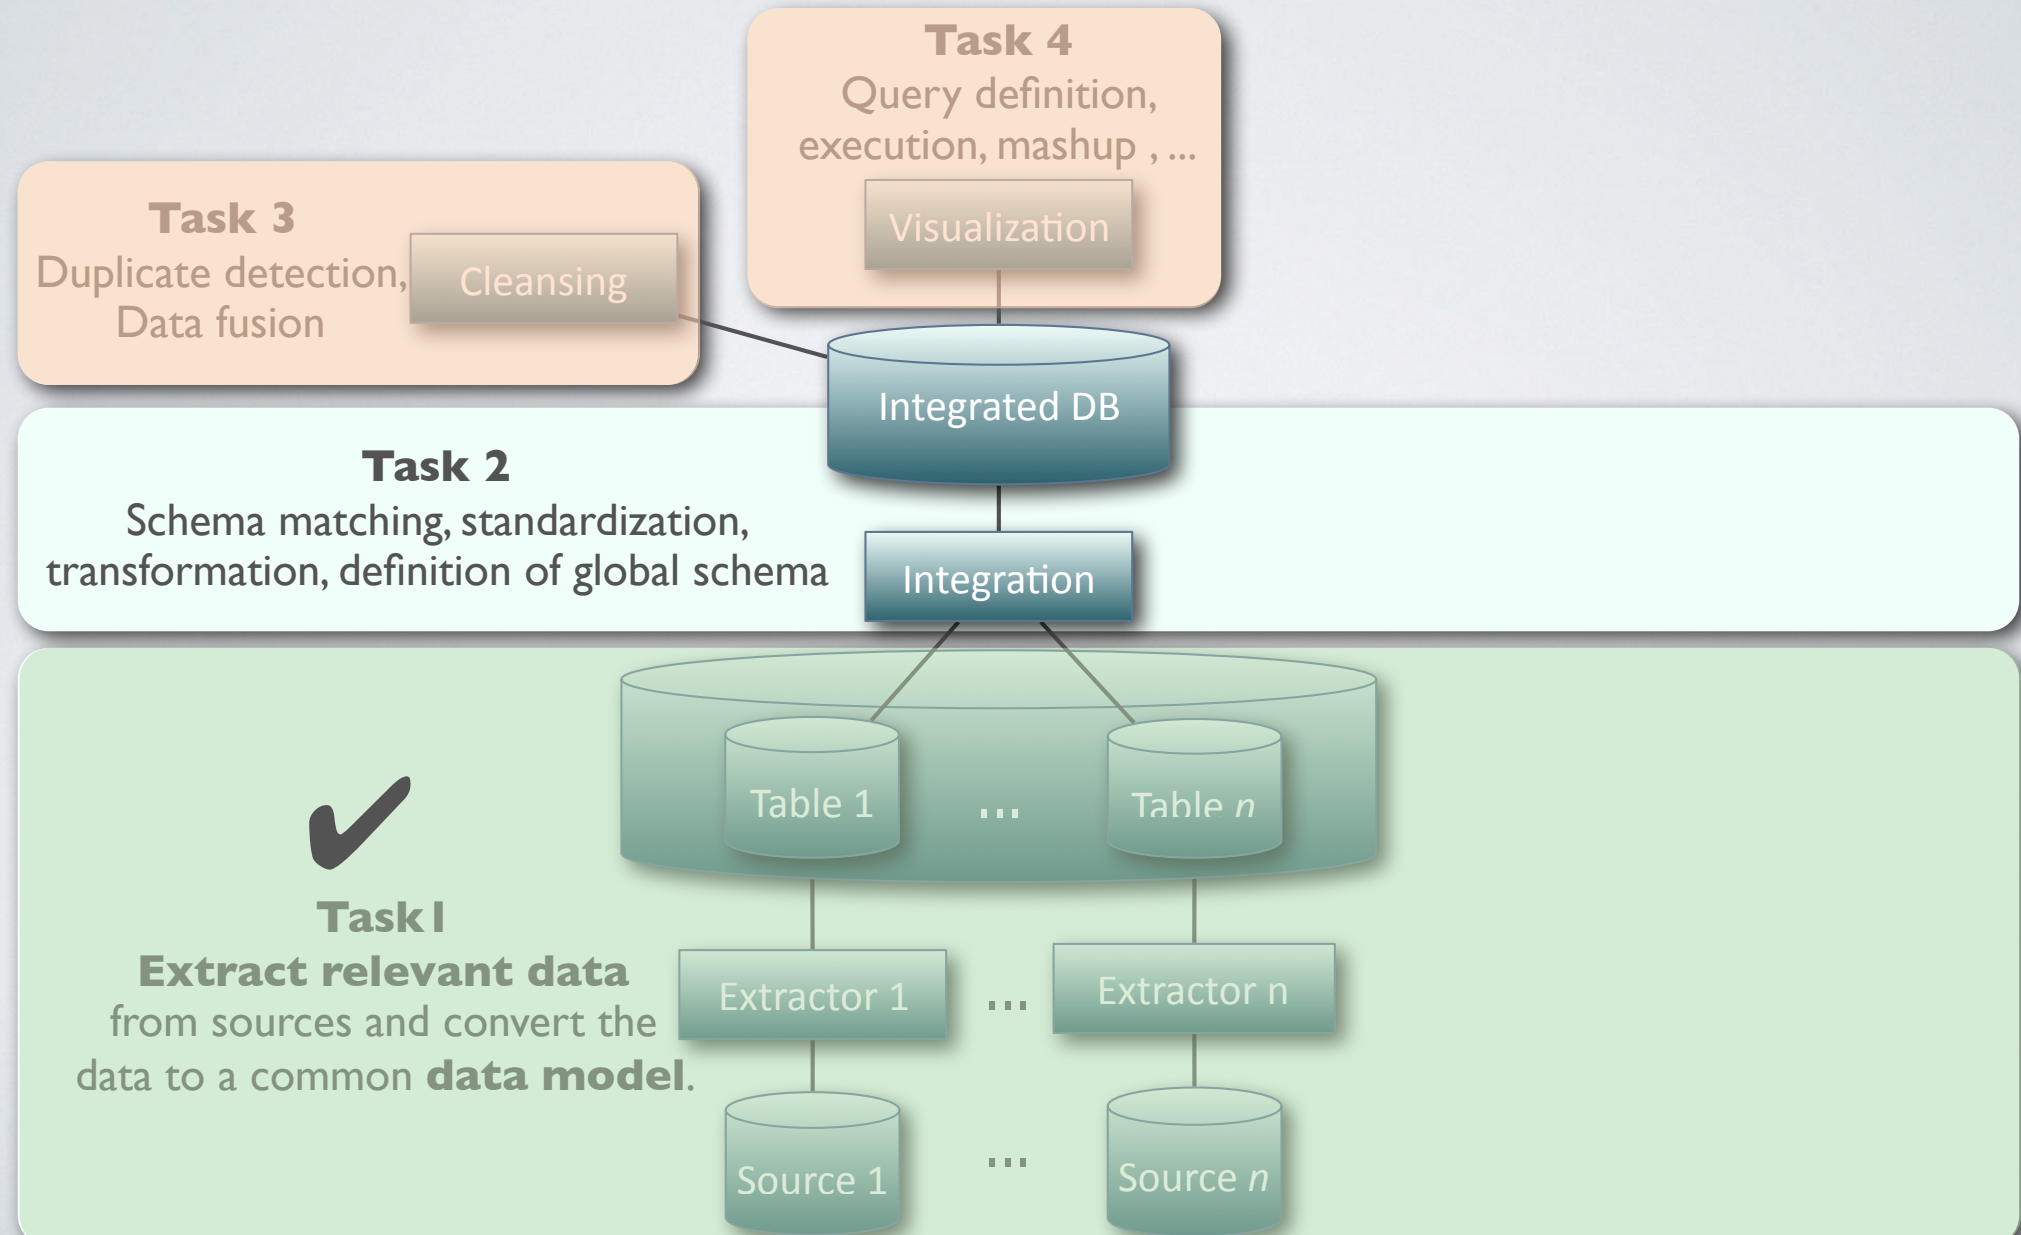 Task 4
Query definition,
execution, mashup , ...
Visualization
Task 3
Duplicate detection,
Data fusion
Cleansing
Integrated DB
Task 2
Schema matching, standardization,
transformation, definition of global schema
Integration
Table 1
...
Table n
✔
Task1
Extract relevant data
from sources and convert the
data to a common data model.
Extractor 1
...
Extractor n
Source 1
...
Source n